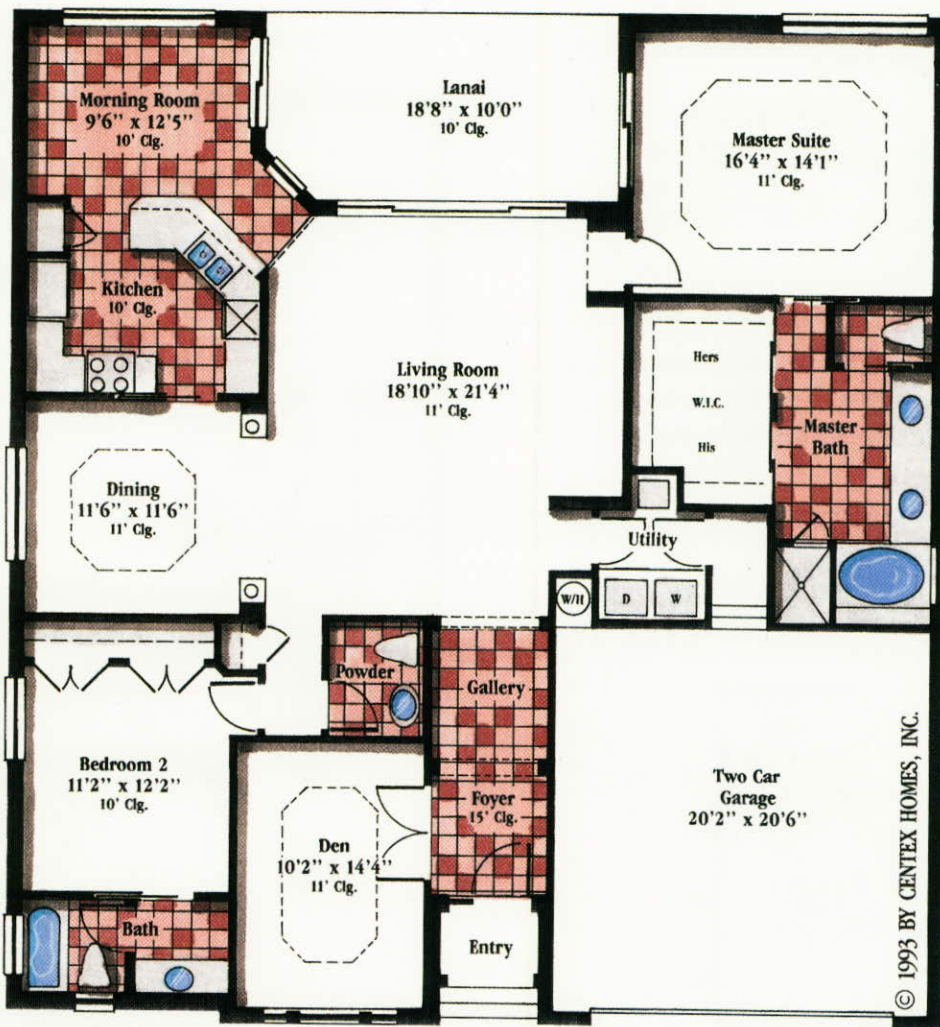 Morning Room
9'6" x 12'5"
10' Clg.
Lanai
18'8" x 10'0"
10' Clg.
Master Suite
16'4" x 14'1"
11' Clg.
Kitchen
10' Clg.
Living Room
18'10" x 21'4"
11' Clg.
Hers
W.I.C.
His
Master
Bath
Dining
11'6" x 11'6"
11' Clg.
Utility
W/H
D
W
Powder
Gallery
Bedroom 2
11'2" x 12'2"
10' Clg.
Foyer
15' Clg.
Two Car
Garage
20'2" x 20'6"
Den
10'2" x 14'4"
11' Clg.
Bath
Entry
© 1993 BY CENTEX HOMES, INC.